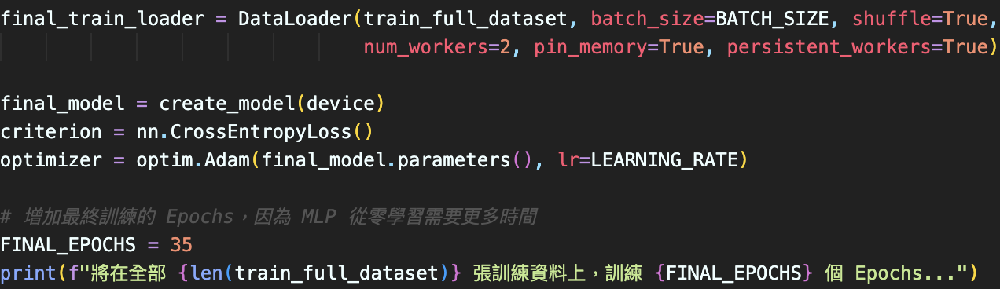 final_train_loader = DataLoader(train_full_dataset, batch_size=BATCH_SIZE, shuffle=True,
num_workers=2, pin_memory=True, persistent_workers=True)
final_model = create_model(device)
criterion = nn.CrossEntropyLoss()
optimizer = optim.Adam(final_model.parameters(), lr=LEARNING_RATE)
# 增加最終訓練的 Epochs，因為 MLP 從零學習需要更多時間
FINAL_EPOCHS = 35
print(f"將在全部 {len(train_full_dataset)} 張訓練資料上，訓練 {FINAL_EPOCHS} 個 Epochs...")